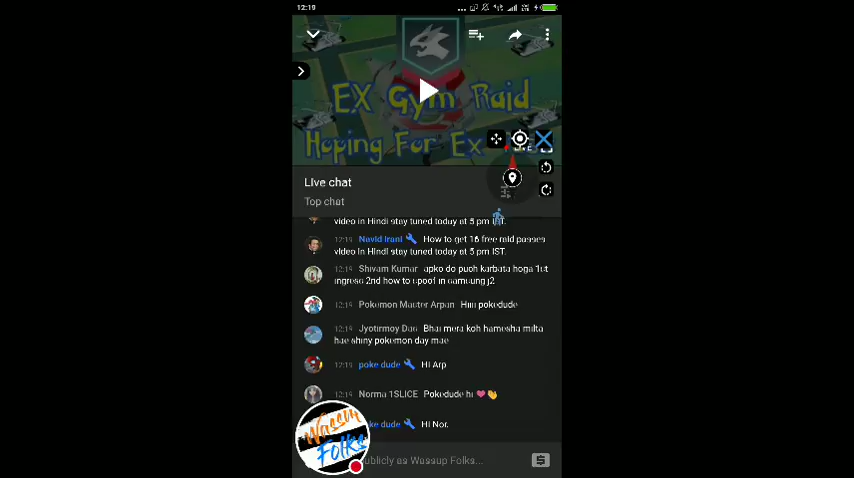 12:19
EX Gym Raid
Hoping For Ex
Live chat
Top chat
video in Hindi stay tuned today at 5 pm IST.
12:19 Navid Irani How to get 16 free raid passes
video in Hindi stay tuned today at 5 pm IST.
12:19 Shivam Kumar apko do puoh karbata hoga 1st
ingress 2nd how to spoof in samsung j2
12:19 Pokemon Master Arpan Hiiii pokedude
12:19 Jyotirmoy Das Bhai mera koh hamesha milta
hae shiny pokemon day mae
12:19 poke dude Hi Arp
12:19 Norma 1SLICE Pokedude hi ❤️👋
poke dude Hi Nor.
Wassup
Folks
publicly as Wassup Folks...